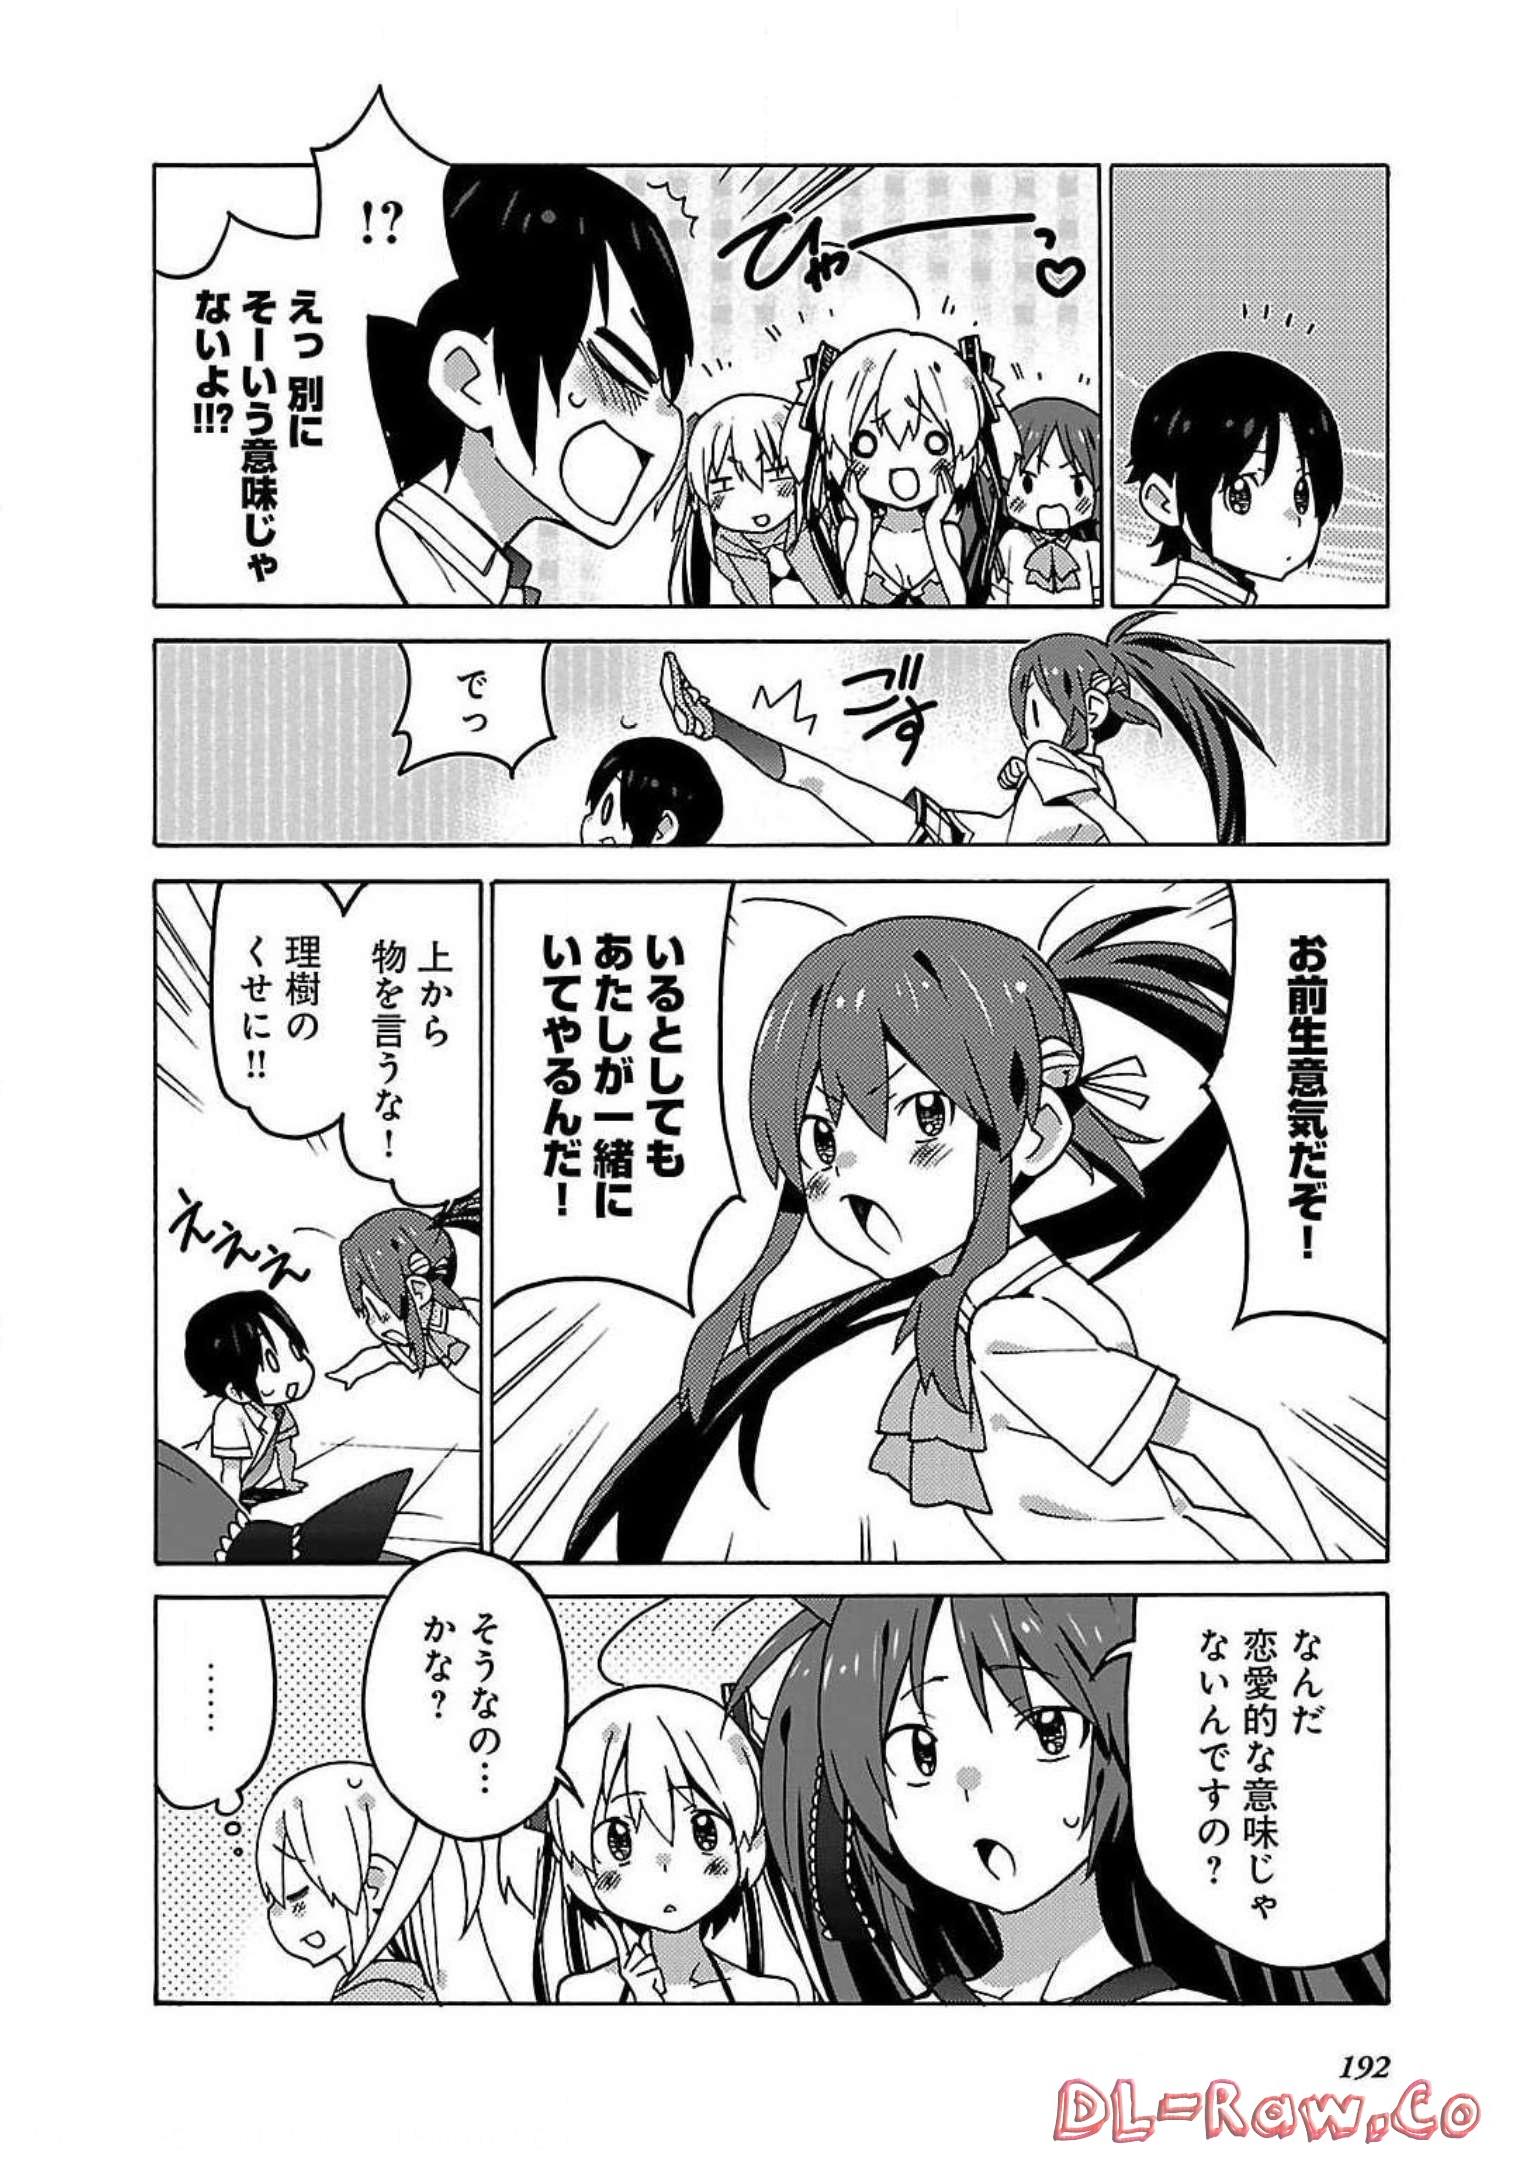 ひゃーっ♡
!?
えっ 別に
そーいう意味じゃ
ないよ!!?
ゴスッ
でっ
お前生意気だぞ!
いるとしても
あたしが一緒に
いてやるんだ!
上から
物を言うな!
理樹の
くせに!!
えええ
なんだ
恋愛的な意味じゃ
ないんですの?
そうなの…
かな?
……
192
DL-Raw.Co